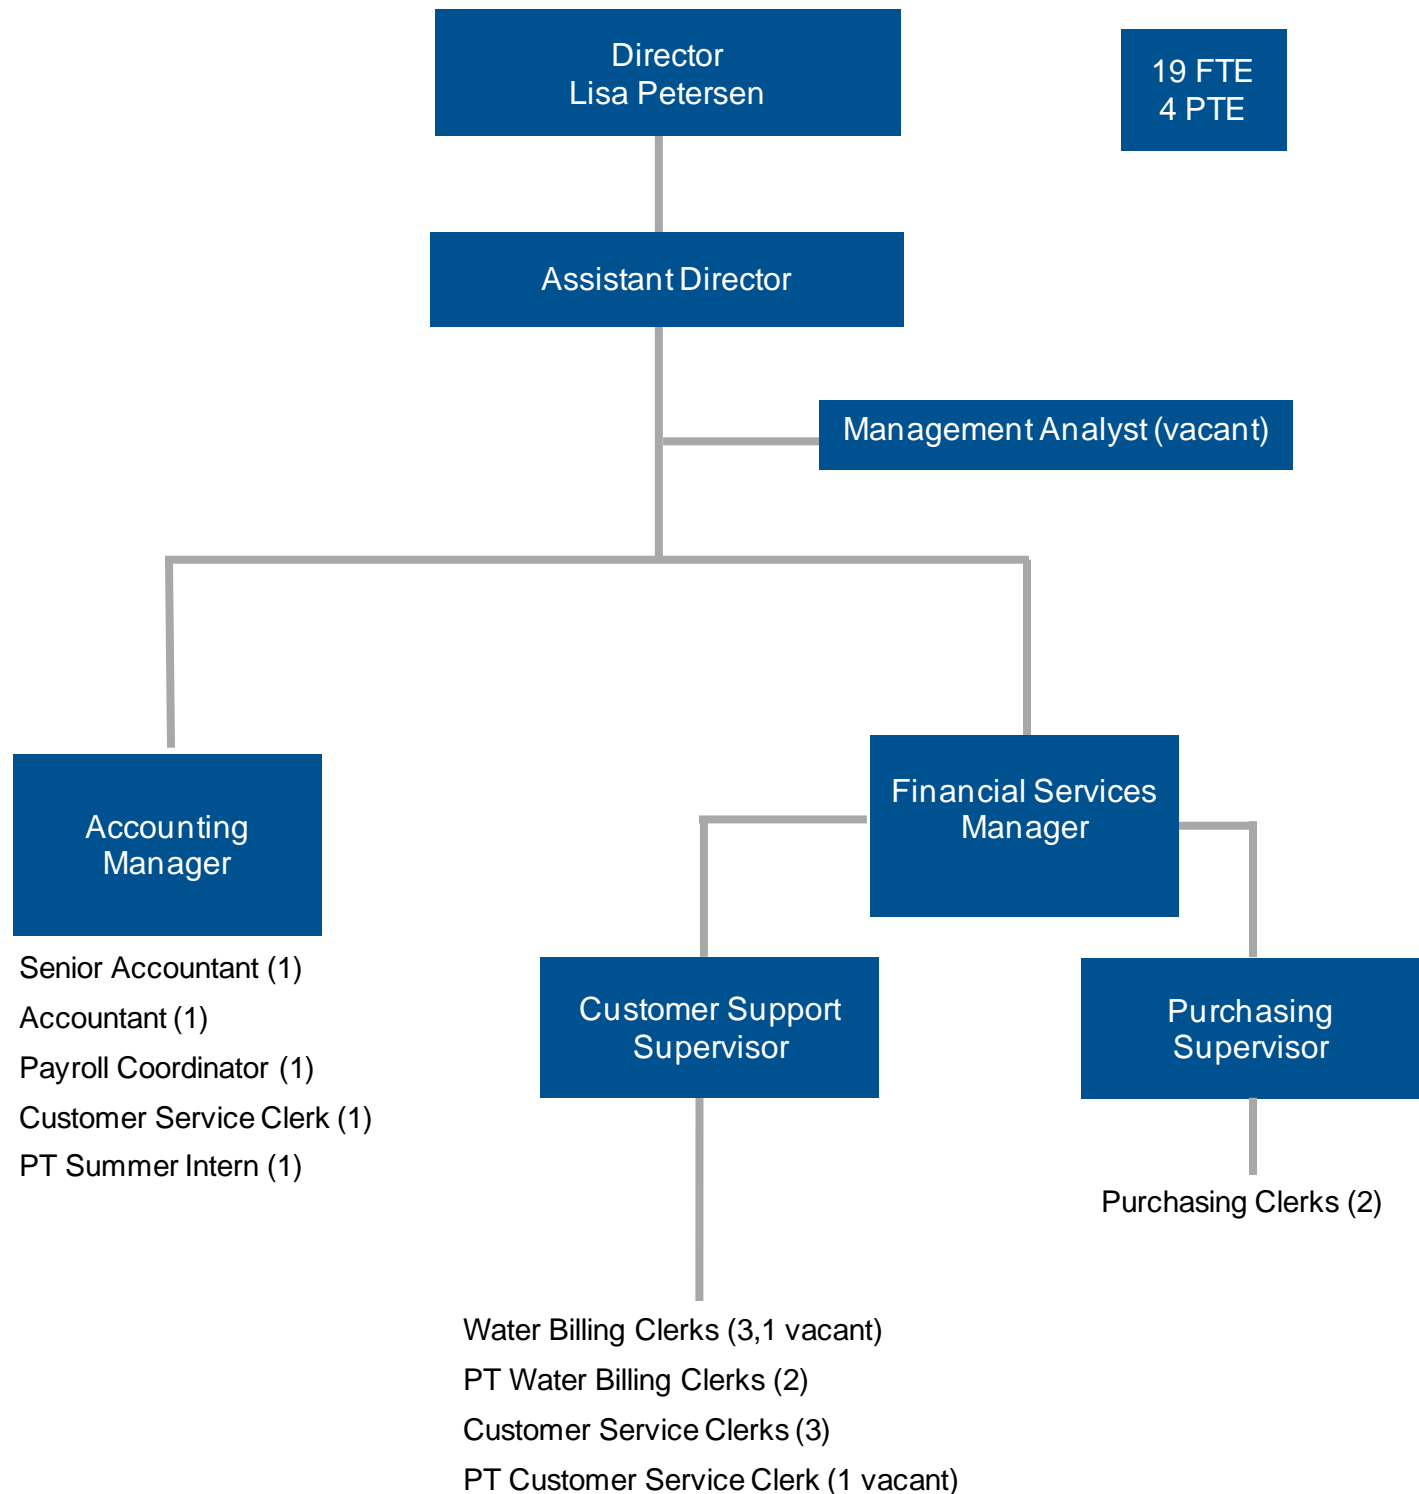 Director
Lisa Petersen
19 FTE
4 PTE
Assistant Director
Management Analyst (vacant)
Accounting
Manager
Senior Accountant (1)
Accountant (1)
Payroll Coordinator (1)
Customer Service Clerk (1)
PT Summer Intern (1)
Financial Services
Manager
Customer Support
Supervisor
Water Billing Clerks (3,1 vacant)
PT Water Billing Clerks (2)
Customer Service Clerks (3)
PT Customer Service Clerk (1 vacant)
Purchasing
Supervisor
Purchasing Clerks (2)